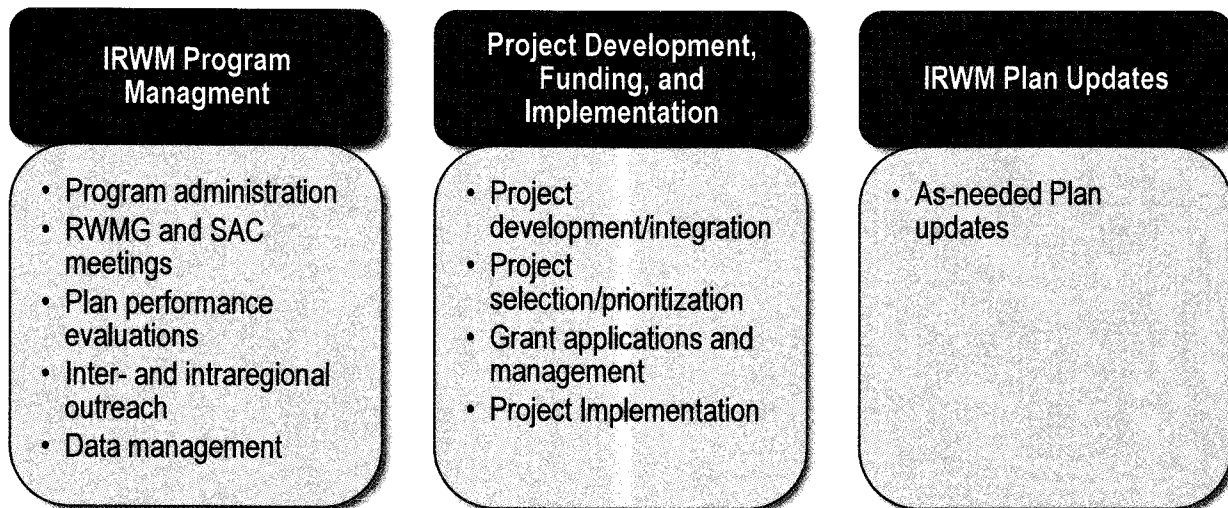 IRWM Program
Managment
• Program administration
• RWMG and SAC
meetings
• Plan performance
evaluations
• Inter- and intraregional
outreach
• Data management
Project Development,
Funding, and
Implementation
• Project
development/integration
• Project
selection/prioritization
• Grant applications and
management
• Project Implementation
IRWM Plan Updates
• As-needed Plan
updates